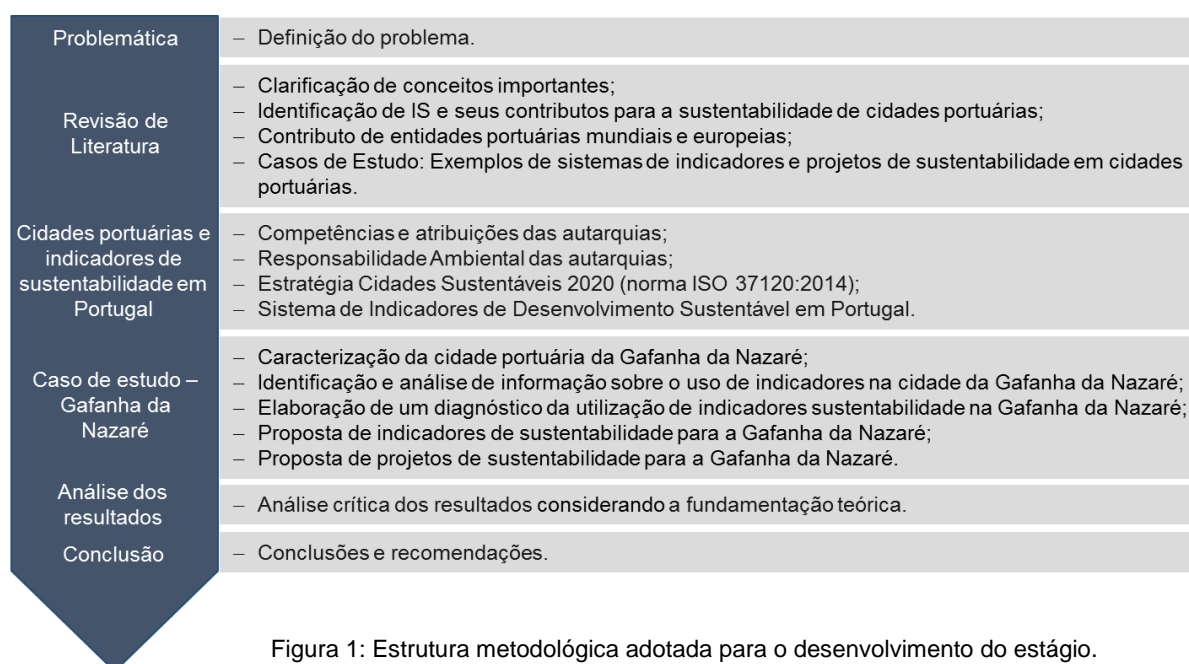 Problemática
– Definição do problema.
Revisão de
Literatura
– Clarificação de conceitos importantes;
– Identificação de IS e seus contributos para a sustentabilidade de cidades portuárias;
– Contributo de entidades portuárias mundiais e europeias;
– Casos de Estudo: Exemplos de sistemas de indicadores e projetos de sustentabilidade em cidades
portuárias.
Cidades portuárias e
indicadores de
sustentabilidade em
Portugal
– Competências e atribuições das autarquias;
– Responsabilidade Ambiental das autarquias;
– Estratégia Cidades Sustentáveis 2020 (norma ISO 37120:2014);
– Sistema de Indicadores de Desenvolvimento Sustentável em Portugal.
Caso de estudo –
Gafanha da
Nazaré
– Caracterização da cidade portuária da Gafanha da Nazaré;
– Identificação e análise de informação sobre o uso de indicadores na cidade da Gafanha da Nazaré;
– Elaboração de um diagnóstico da utilização de indicadores sustentabilidade na Gafanha da Nazaré;
– Proposta de indicadores de sustentabilidade para a Gafanha da Nazaré;
– Proposta de projetos de sustentabilidade para a Gafanha da Nazaré.
Análise dos
resultados
– Análise crítica dos resultados considerando a fundamentação teórica.
Conclusão
– Conclusões e recomendações.
Figura 1: Estrutura metodológica adotada para o desenvolvimento do estágio.